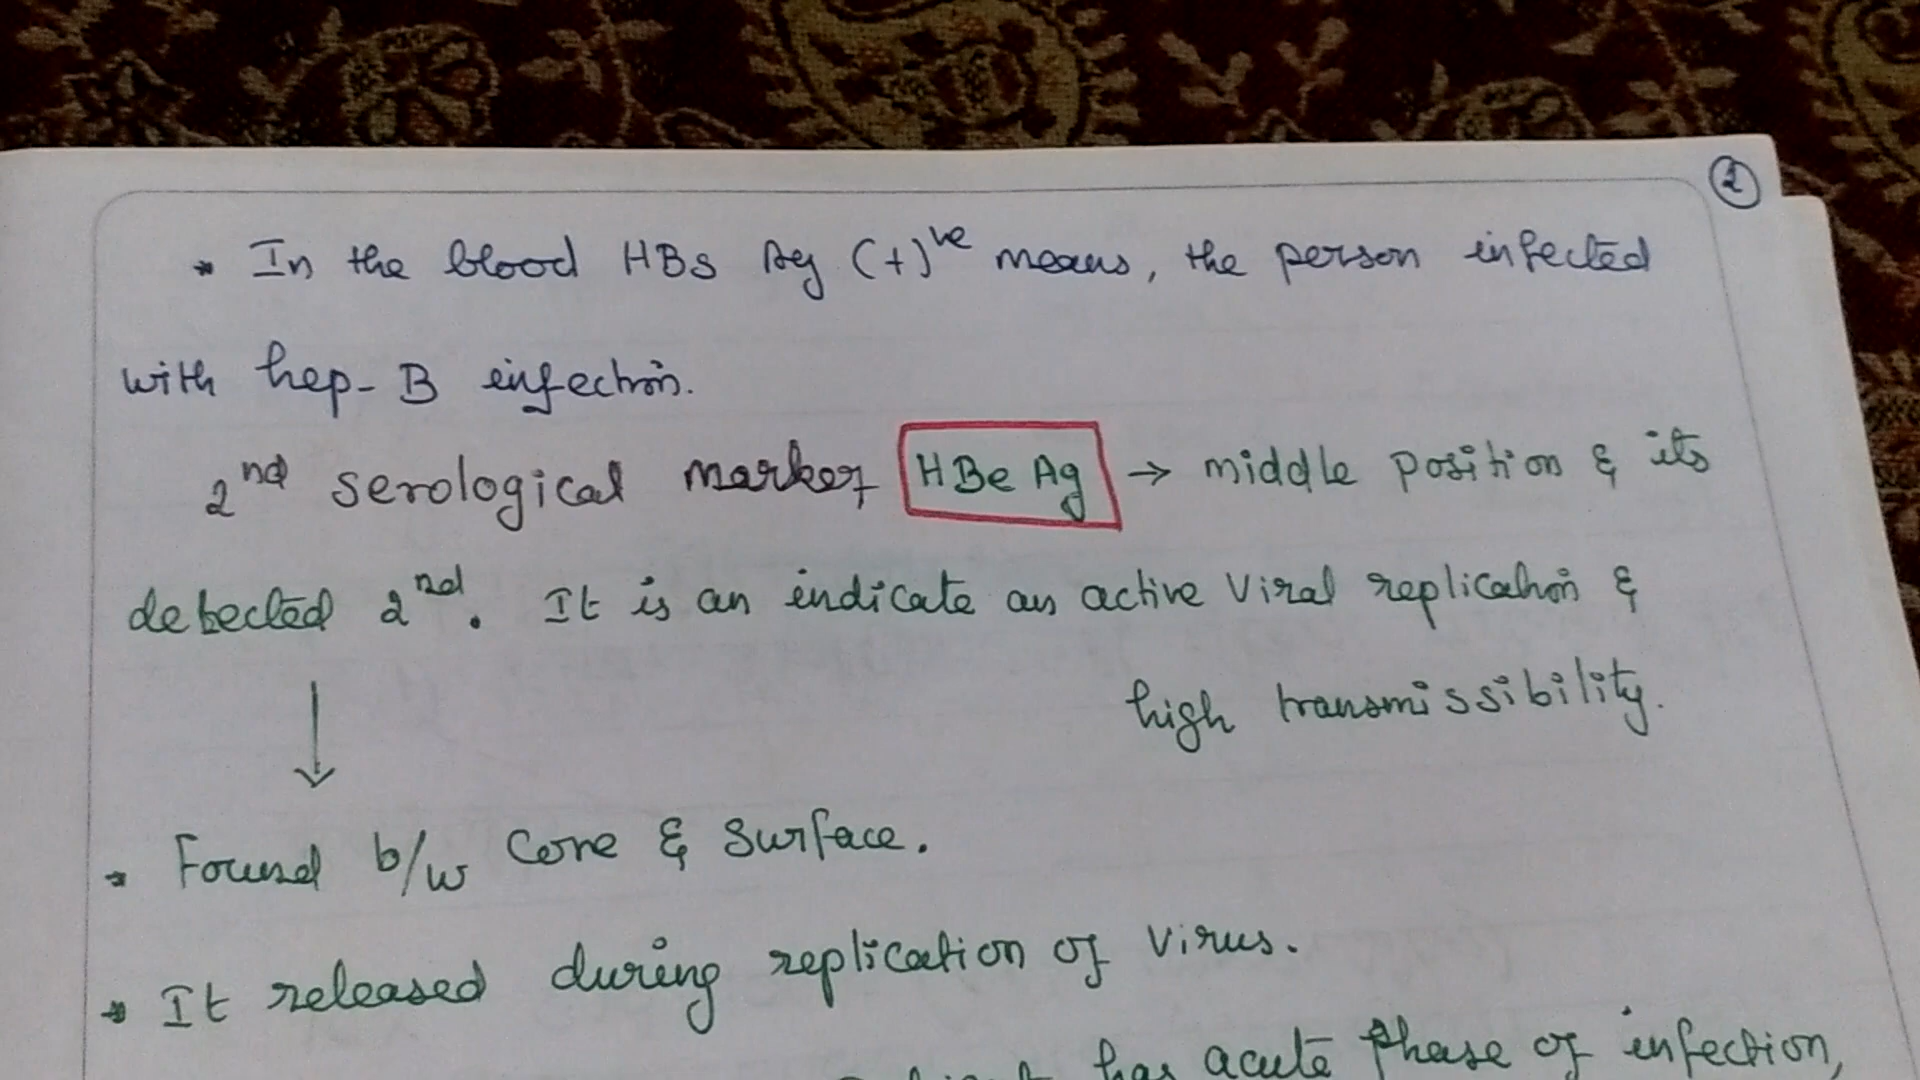 2
* In the blood HBs Ag (+)ve means, the person infected
with hep-B infection.
2nd serological marker HBe Ag → middle position & its
detected 2nd. It is an indicate an active viral replication &
high transmissibility.
↓
* Found b/w Core & Surface.
* It released during replication of virus.
has acute phase of infection,